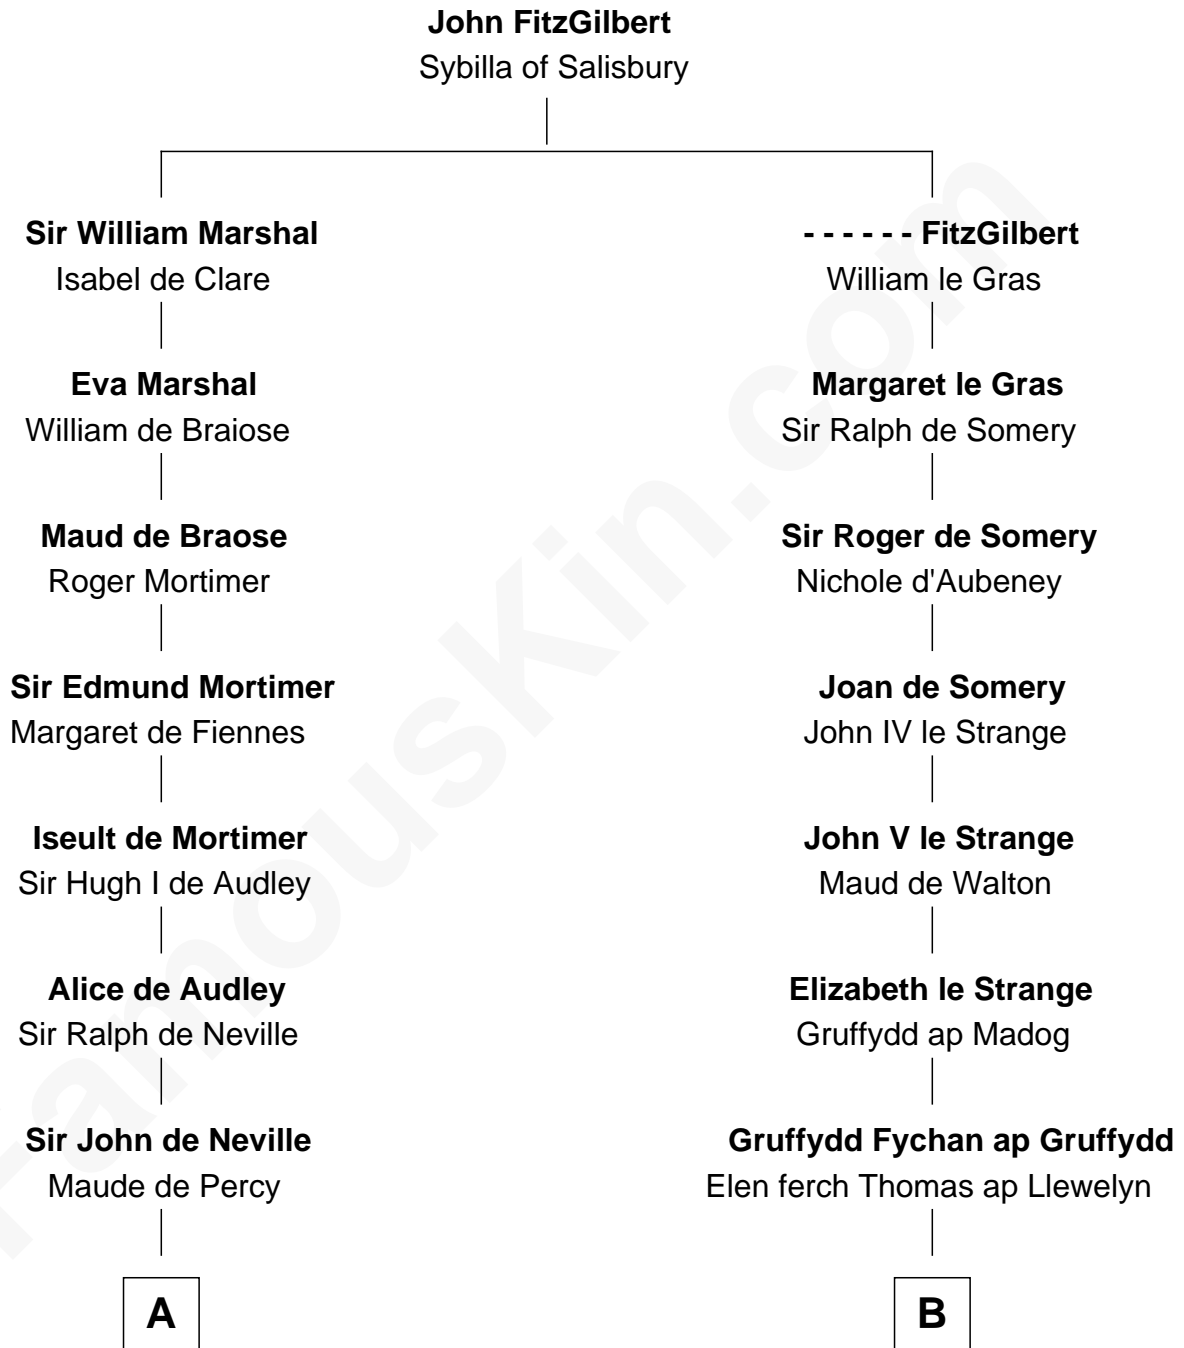 John FitzGilbert
Sybilla of Salisbury
Sir William Marshal
Isabel de Clare
Eva Marshal
William de Braiose
Maud de Braose
Roger Mortimer
Sir Edmund Mortimer
Margaret de Fiennes
Iseult de Mortimer
Sir Hugh I de Audley
Alice de Audley
Sir Ralph de Neville
Sir John de Neville
Maude de Percy
A
- - - - - - FitzGilbert
William le Gras
Margaret le Gras
Sir Ralph de Somery
Sir Roger de Somery
Nichole d'Aubeney
Joan de Somery
John IV le Strange
John V le Strange
Maud de Walton
Elizabeth le Strange
Gruffydd ap Madog
Gruffydd Fychan ap Gruffydd
Elen ferch Thomas ap Llewelyn
B
FamousKin.com